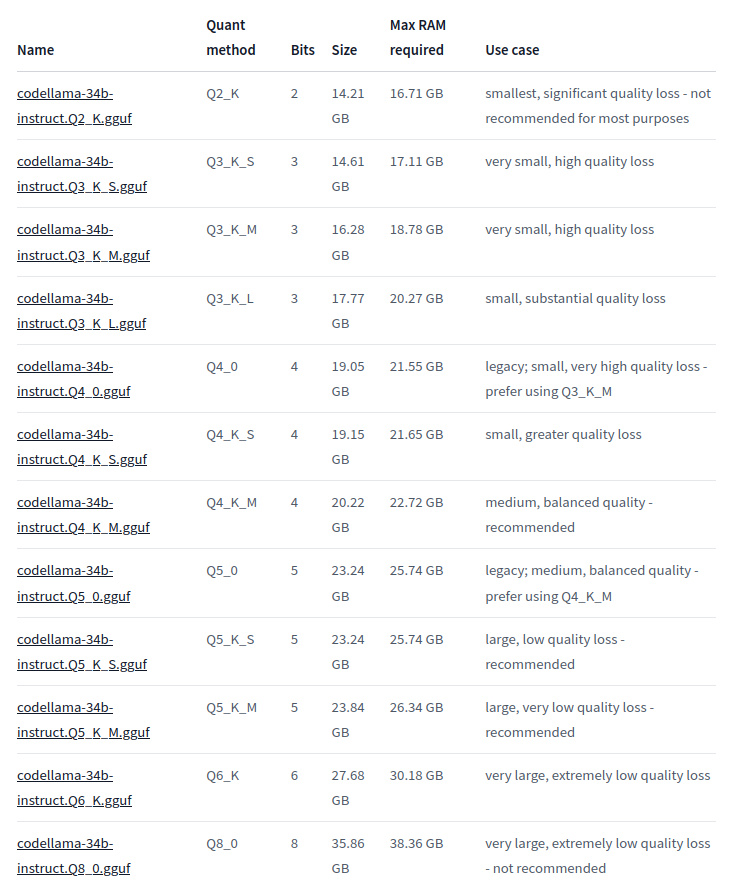 Name Quant method Bits Size Max RAM required Use case
codellama-34b-instruct.Q2_K.gguf Q2_K 2 14.21 GB 16.71 GB smallest, significant quality loss - not recommended for most purposes
codellama-34b-instruct.Q3_K_S.gguf Q3_K_S 3 14.61 GB 17.11 GB very small, high quality loss
codellama-34b-instruct.Q3_K_M.gguf Q3_K_M 3 16.28 GB 18.78 GB very small, high quality loss
codellama-34b-instruct.Q3_K_L.gguf Q3_K_L 3 17.77 GB 20.27 GB small, substantial quality loss
codellama-34b-instruct.Q4_0.gguf Q4_0 4 19.05 GB 21.55 GB legacy; small, very high quality loss - prefer using Q3_K_M
codellama-34b-instruct.Q4_K_S.gguf Q4_K_S 4 19.15 GB 21.65 GB small, greater quality loss
codellama-34b-instruct.Q4_K_M.gguf Q4_K_M 4 20.22 GB 22.72 GB medium, balanced quality - recommended
codellama-34b-instruct.Q5_0.gguf Q5_0 5 23.24 GB 25.74 GB legacy; medium, balanced quality - prefer using Q4_K_M
codellama-34b-instruct.Q5_K_S.gguf Q5_K_S 5 23.24 GB 25.74 GB large, low quality loss - recommended
codellama-34b-instruct.Q5_K_M.gguf Q5_K_M 5 23.84 GB 26.34 GB large, very low quality loss - recommended
codellama-34b-instruct.Q6_K.gguf Q6_K 6 27.68 GB 30.18 GB very large, extremely low quality loss
codellama-34b-instruct.Q8_0.gguf Q8_0 8 35.86 GB 38.36 GB very large, extremely low quality loss - not recommended